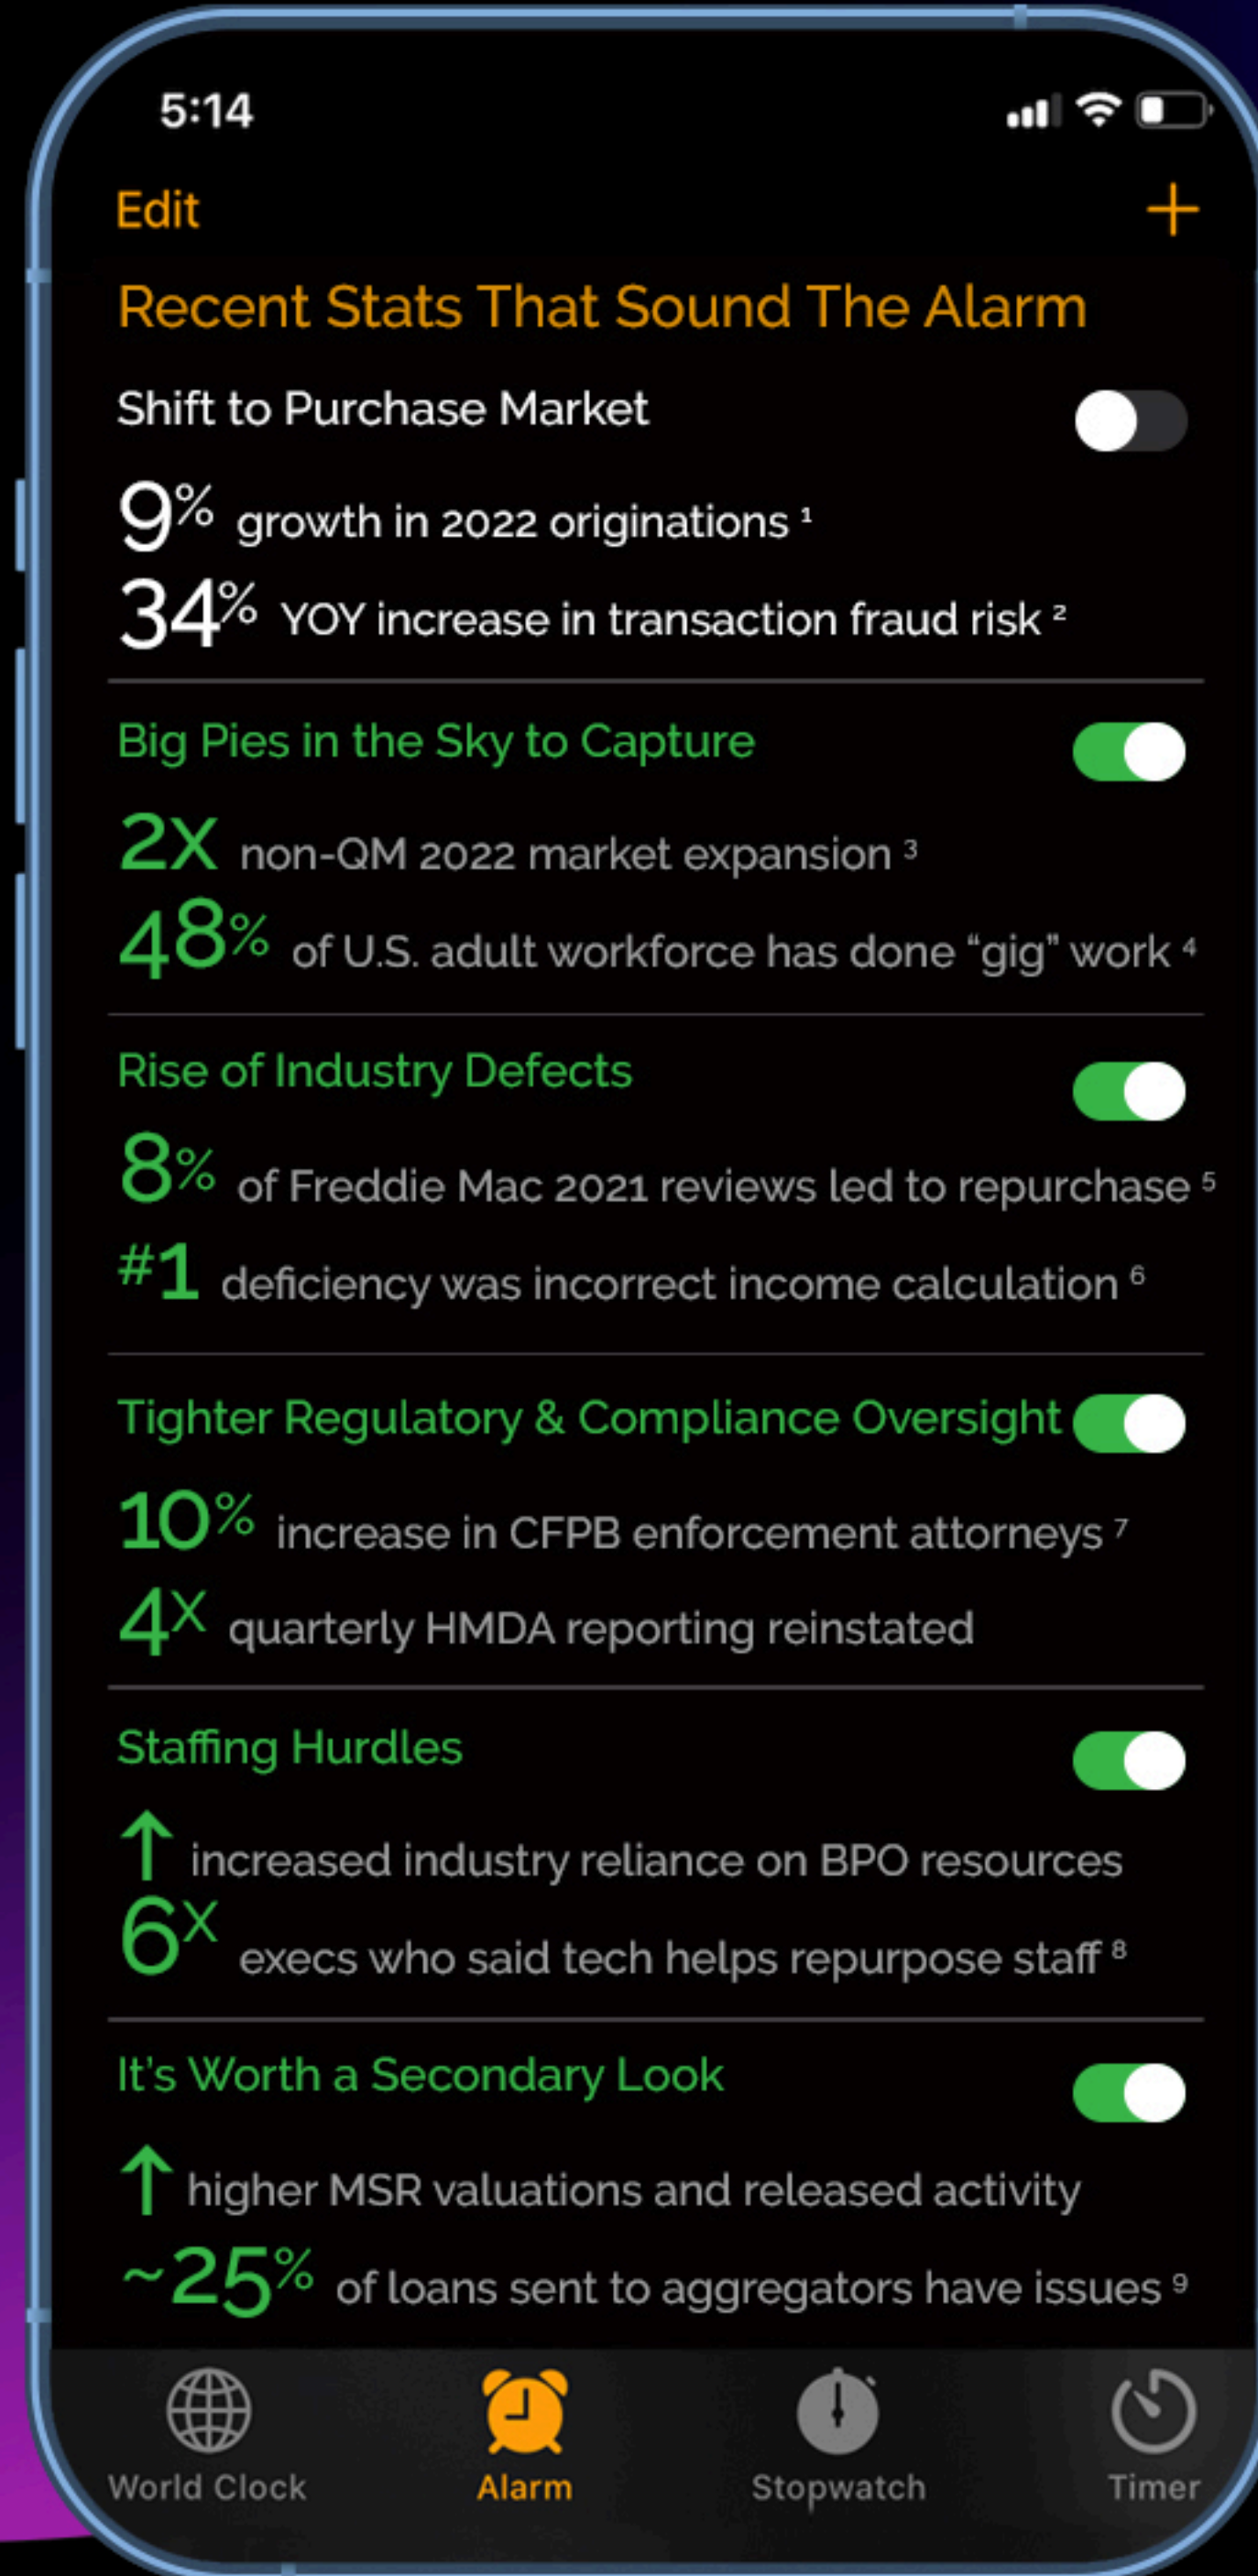 5:14
Edit
Recent Stats That Sound The Alarm
Shift to Purchase Market
9% growth in 2022 originations ¹
34% YOY increase in transaction fraud risk ²
Big Pies in the Sky to Capture
2X non-QM 2022 market expansion ³
48% of U.S. adult workforce has done “gig” work ⁴
Rise of Industry Defects
8% of Freddie Mac 2021 reviews led to repurchase ⁵
#1 deficiency was incorrect income calculation ⁶
Tighter Regulatory & Compliance Oversight
10% increase in CFPB enforcement attorneys ⁷
4X quarterly HMDA reporting reinstated
Staffing Hurdles
↑ increased industry reliance on BPO resources
6X execs who said tech helps repurpose staff ⁸
It's Worth a Secondary Look
↑ higher MSR valuations and released activity
~25% of loans sent to aggregators have issues ⁹
World Clock Alarm Stopwatch Timer